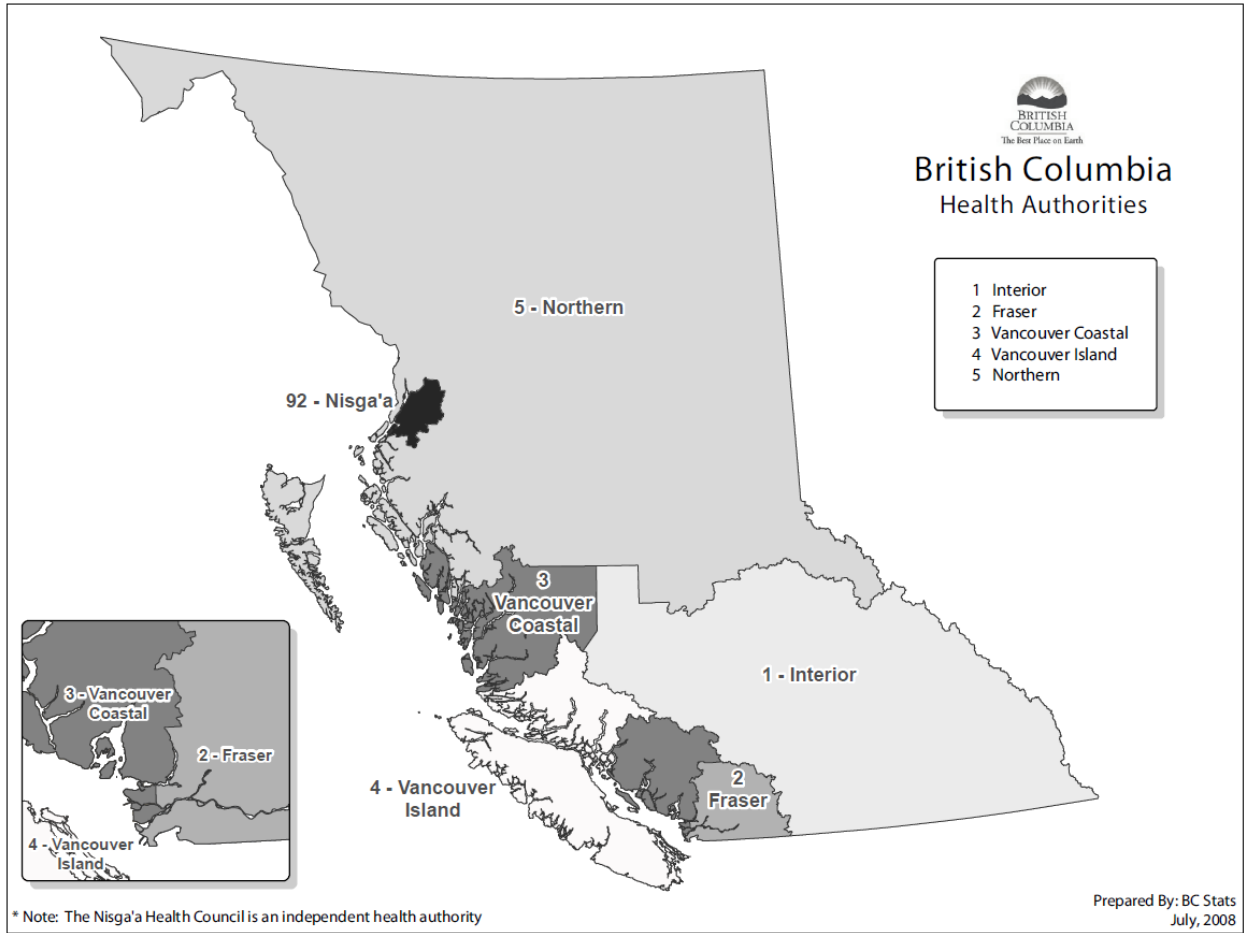 BRITISH
COLUMBIA
The Best Place on Earth
British Columbia
Health Authorities
1 Interior
2 Fraser
3 Vancouver Coastal
4 Vancouver Island
5 Northern
5 - Northern
92 - Nisga'a
3
Vancouver
Coastal
1 - Interior
4 - Vancouver
Island
2
Fraser
3 - Vancouver
Coastal
2 - Fraser
4 - Vancouver
Island
* Note: The Nisga'a Health Council is an independent health authority
Prepared By: BC Stats
July, 2008